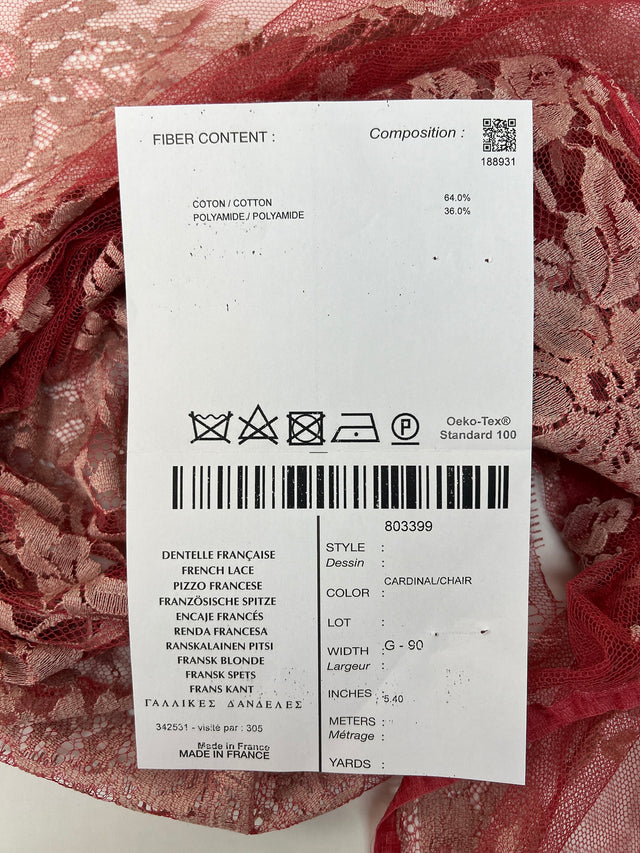 FIBER CONTENT :
Composition :
188931
COTON / COTTON 64.0%
POLYAMIDE / POLYAMIDE 36.0%
P
Oeko-Tex®
Standard 100
803399
DENTELLE FRANÇAISE
FRENCH LACE
PIZZO FRANCESE
FRANZÖSISCHE SPITZE
ENCAJE FRANCÉS
RENDA FRANCESA
RANSKALAINEN PITSI
FRANSK BLONDE
FRANSK SPETS
FRANS KANT
ΓΑΛΛΙΚΕΣ ΔΑΝΔΕΛΕΣ
342531 - visité par : 305
Made in France
MADE IN FRANCE
STYLE :
Dessin :
COLOR : CARDINAL/CHAIR
LOT :
WIDTH : G - 90
Largeur :
INCHES : 5.40
METERS :
Métrage :
YARDS :